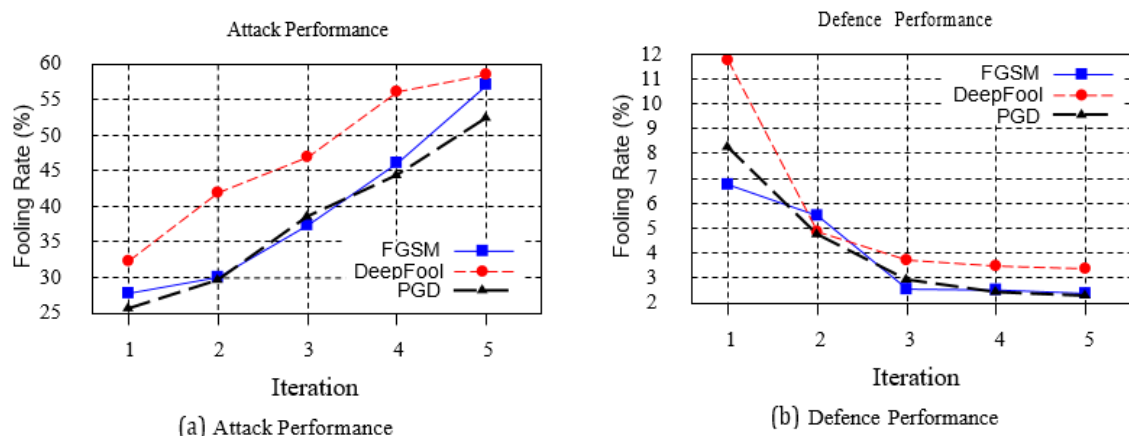 Attack Performance
60
55
50
45
40
35
30
25
Fooling Rate (%)
FGSM
DeepFool
PGD
1 2 3 4 5
Iteration
(a) Attack Performance
Defence Performance
12
11
10
9
8
7
6
5
4
3
2
Fooling Rate (%)
FGSM
DeepFool
PGD
1 2 3 4 5
Iteration
(b) Defence Performance